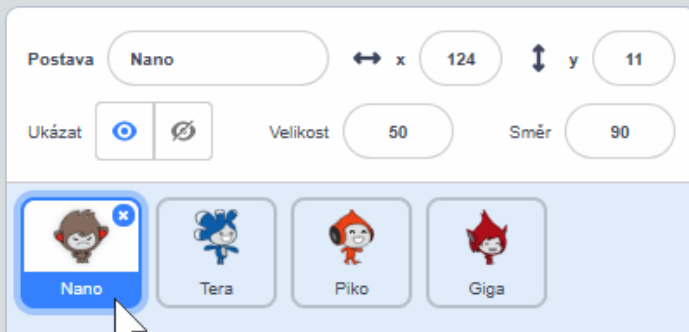 Postava Nano x 124 y 11
Ukázat Velikost 50 Směr 90
Nano Tera Piko Giga